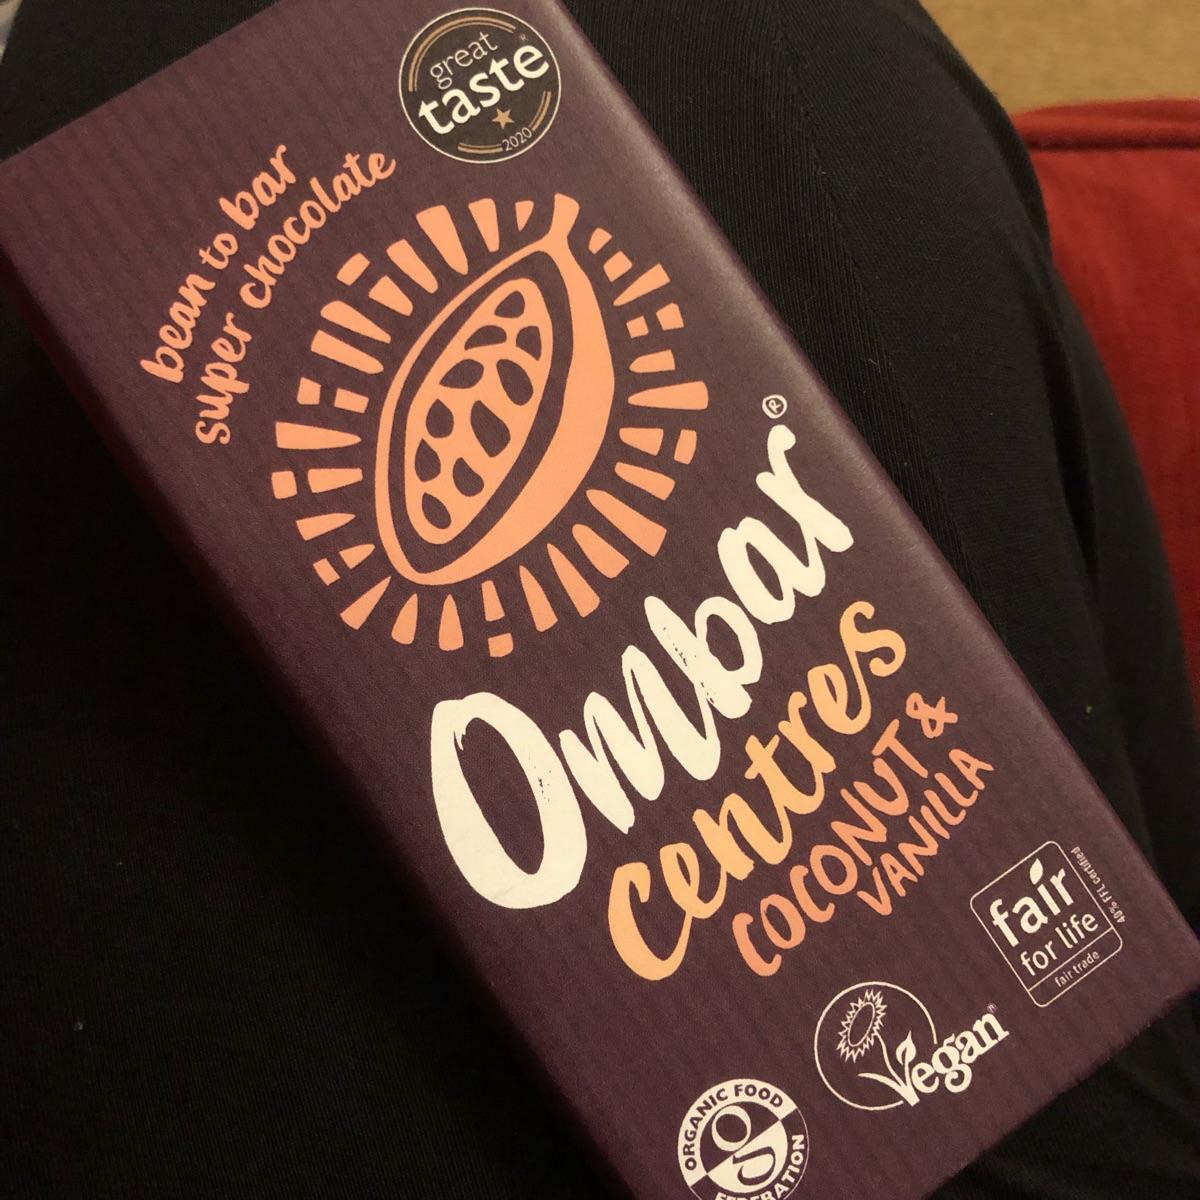 great
taste®
2020
bean to bar
super chocolate
Ombar®
centres
COCONUT &
VANILLA
fair
for life
fair trade
40% FFL certified
Vegan®
ORGANIC FOOD
FEDERATION